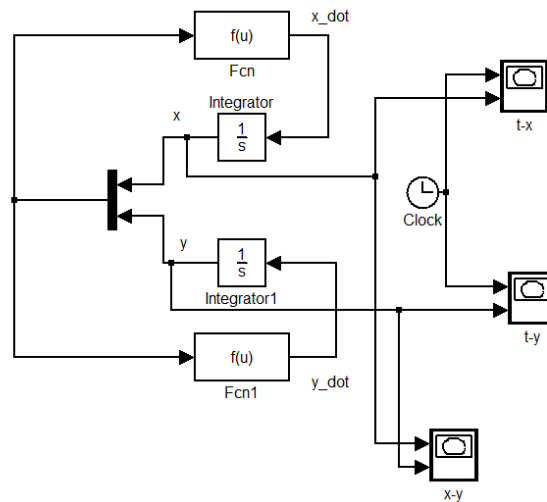 x_dot
f(u)
Fcn
Integrator
x
1
s
t-x
Clock
y
1
s
Integrator1
t-y
f(u)
Fcn1
y_dot
x-y